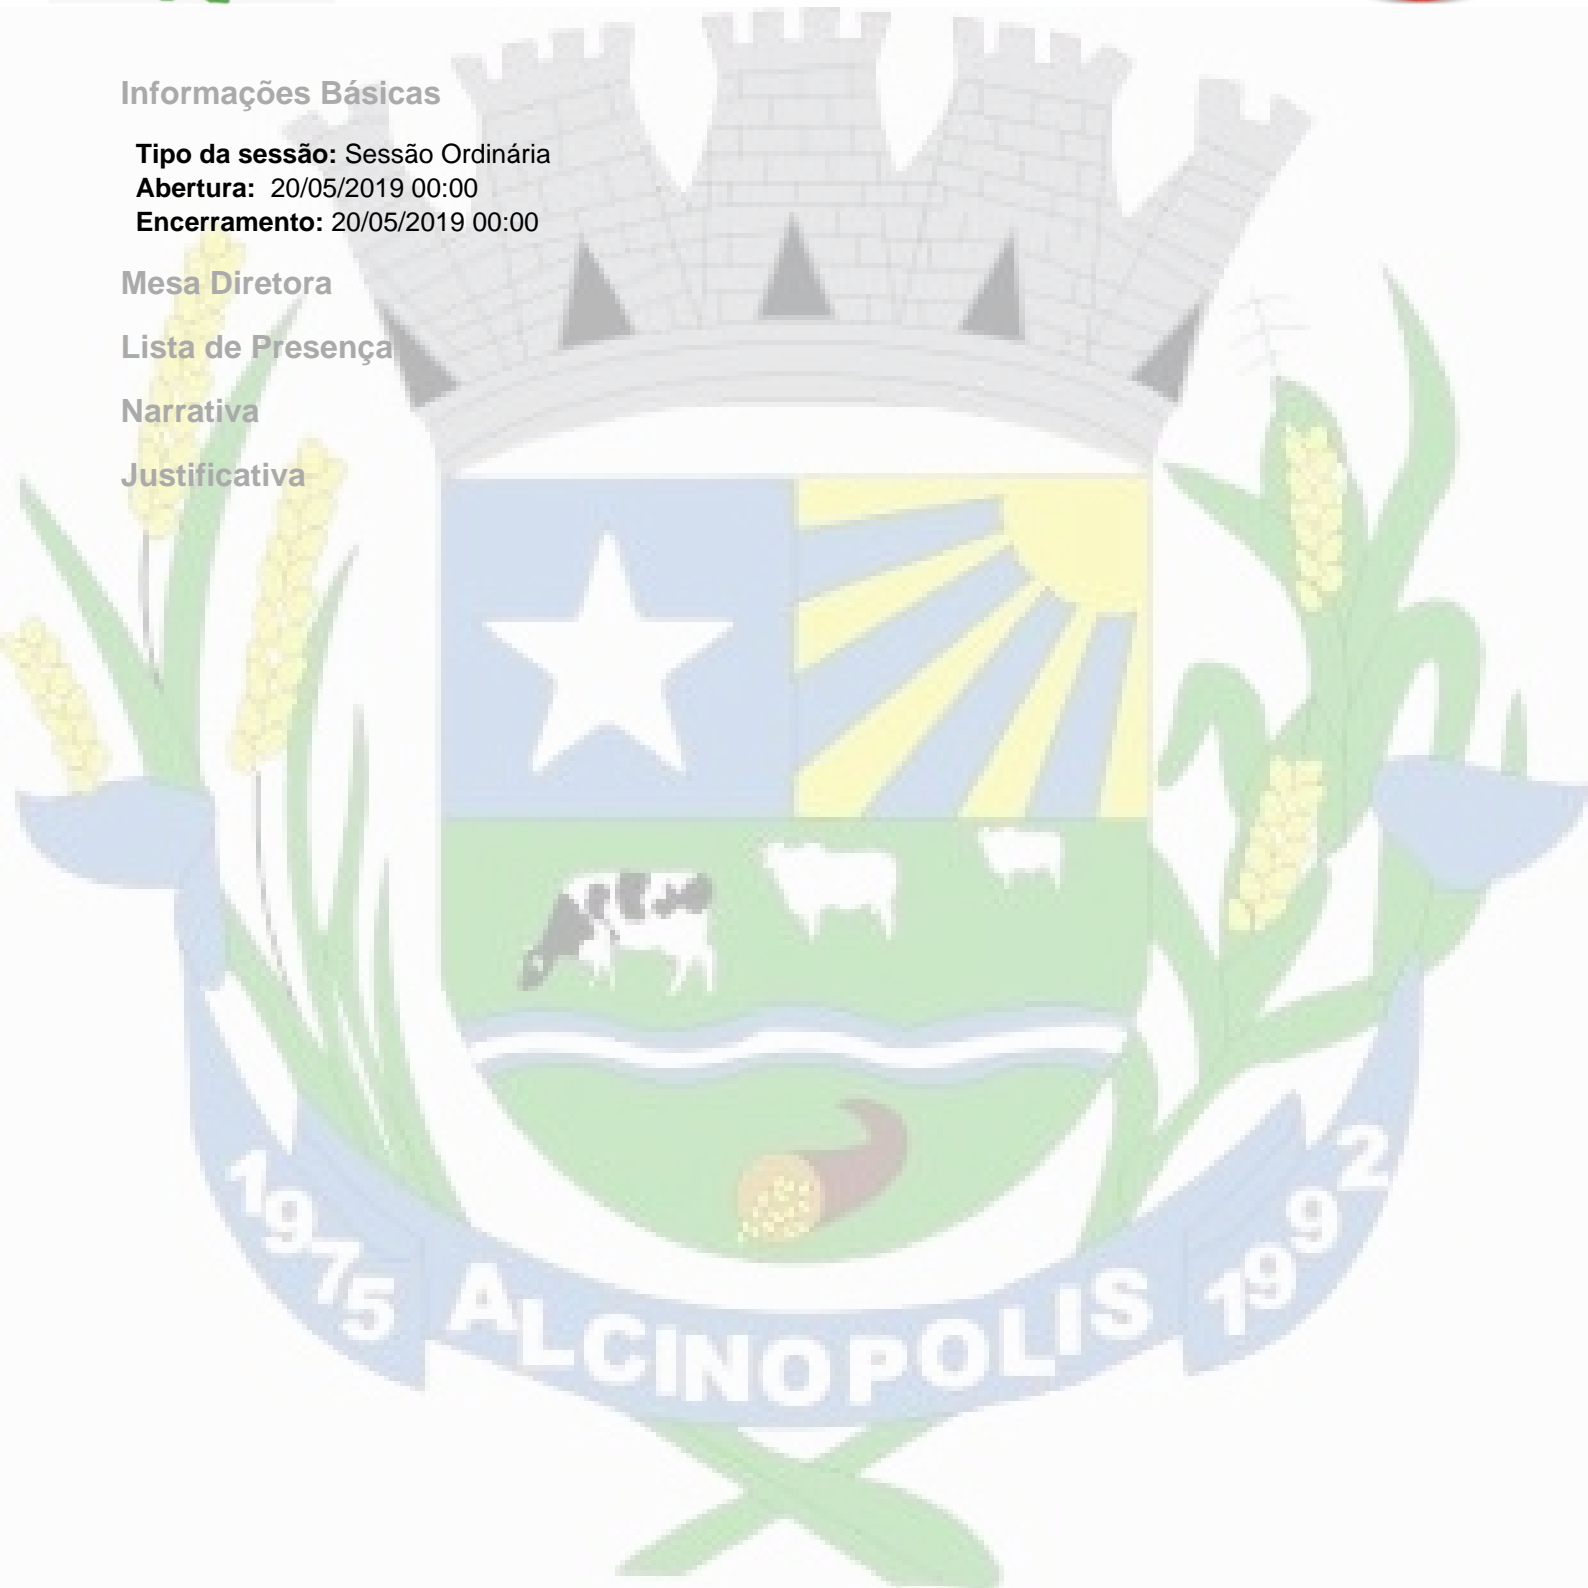 Informações Básicas
Tipo da sessão: Sessão Ordinária
Abertura: 20/05/2019 00:00
Encerramento: 20/05/2019 00:00
Mesa Diretora
Lista de Presença
Narrativa
Justificativa
1975 ALCINOPOLIS 1992